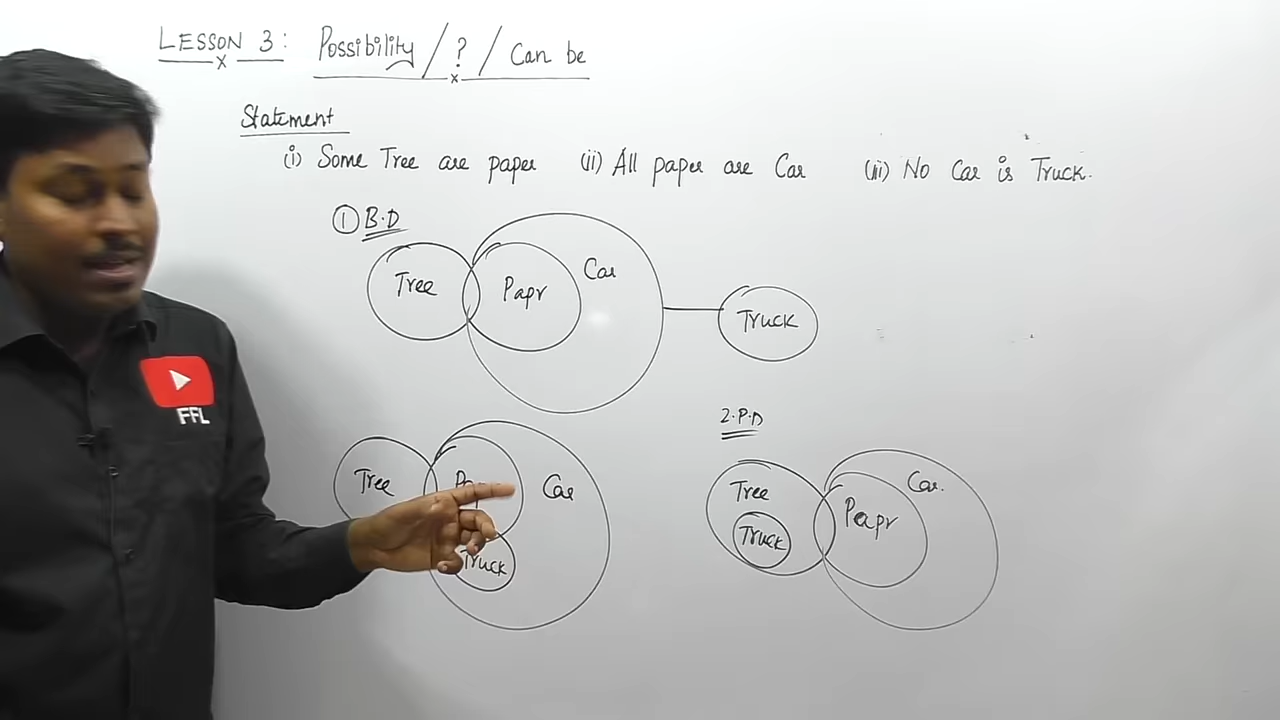 LESSON 3: Possibility / ? / Can be
Statement
(i) Some Tree are paper (ii) All paper are Car (iii) No Car is Truck.
① B.D
Tree Papr Car Truck
FFL
2. P.D
Tree Car Truck
Tree Truck Papr Car.